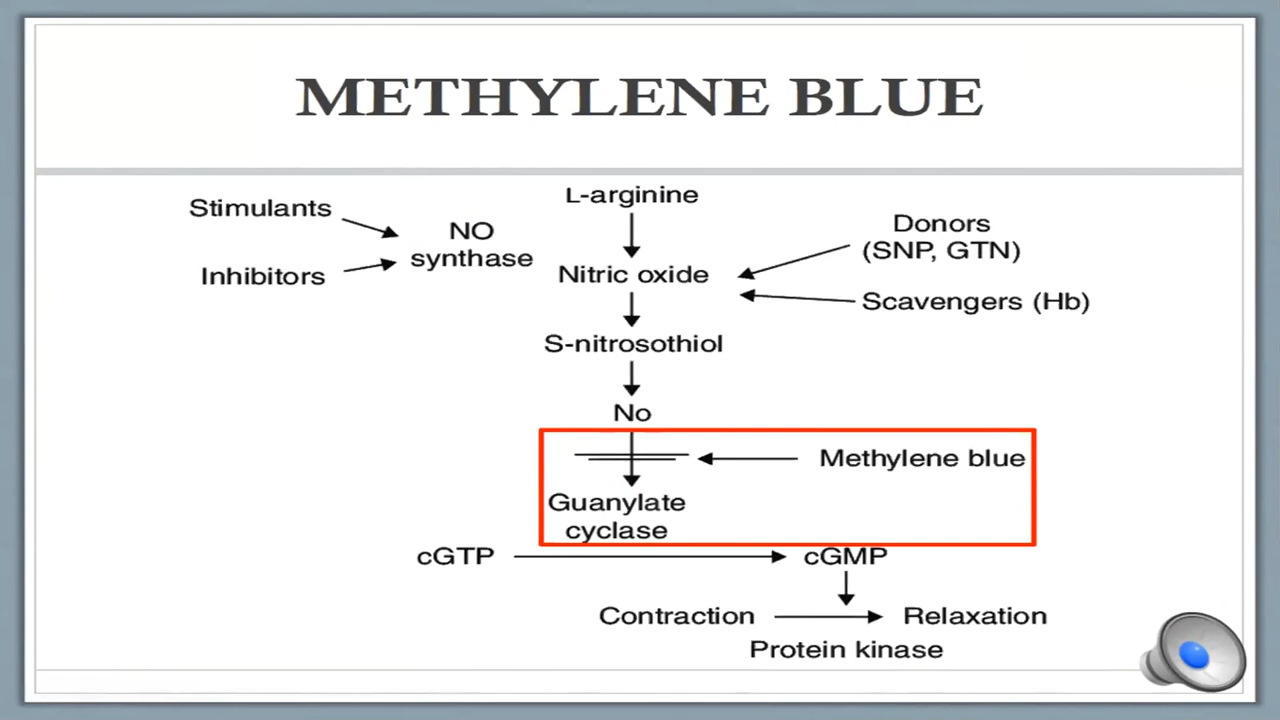 METHYLENE BLUE
L-arginine
Stimulants
NO
synthase
Inhibitors
Nitric oxide
Donors
(SNP, GTN)
Scavengers (Hb)
S-nitrosothiol
No
Methylene blue
Guanylate
cyclase
cGTP
cGMP
Contraction
Relaxation
Protein kinase